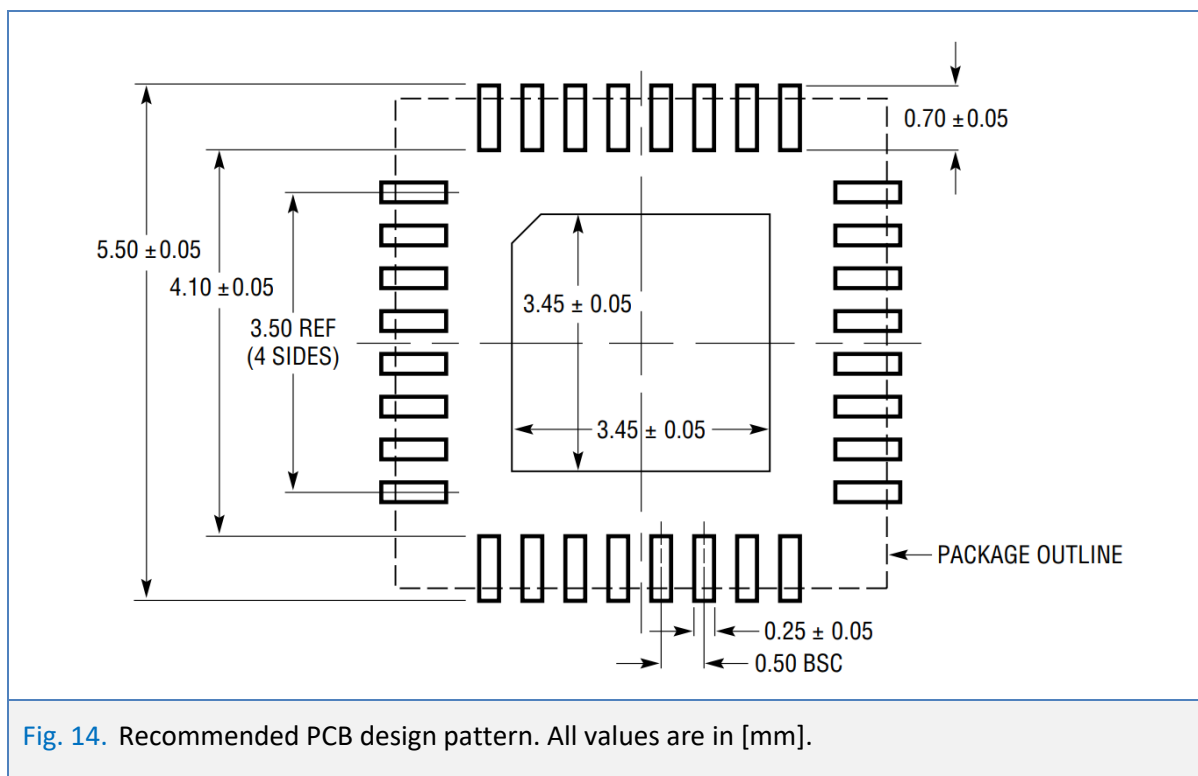 0.70 ±0.05
5.50 ±0.05
4.10 ±0.05
3.45 ± 0.05
3.50 REF
(4 SIDES)
3.45 ± 0.05
PACKAGE OUTLINE
0.25 ± 0.05
0.50 BSC
Fig. 14. Recommended PCB design pattern. All values are in [mm].